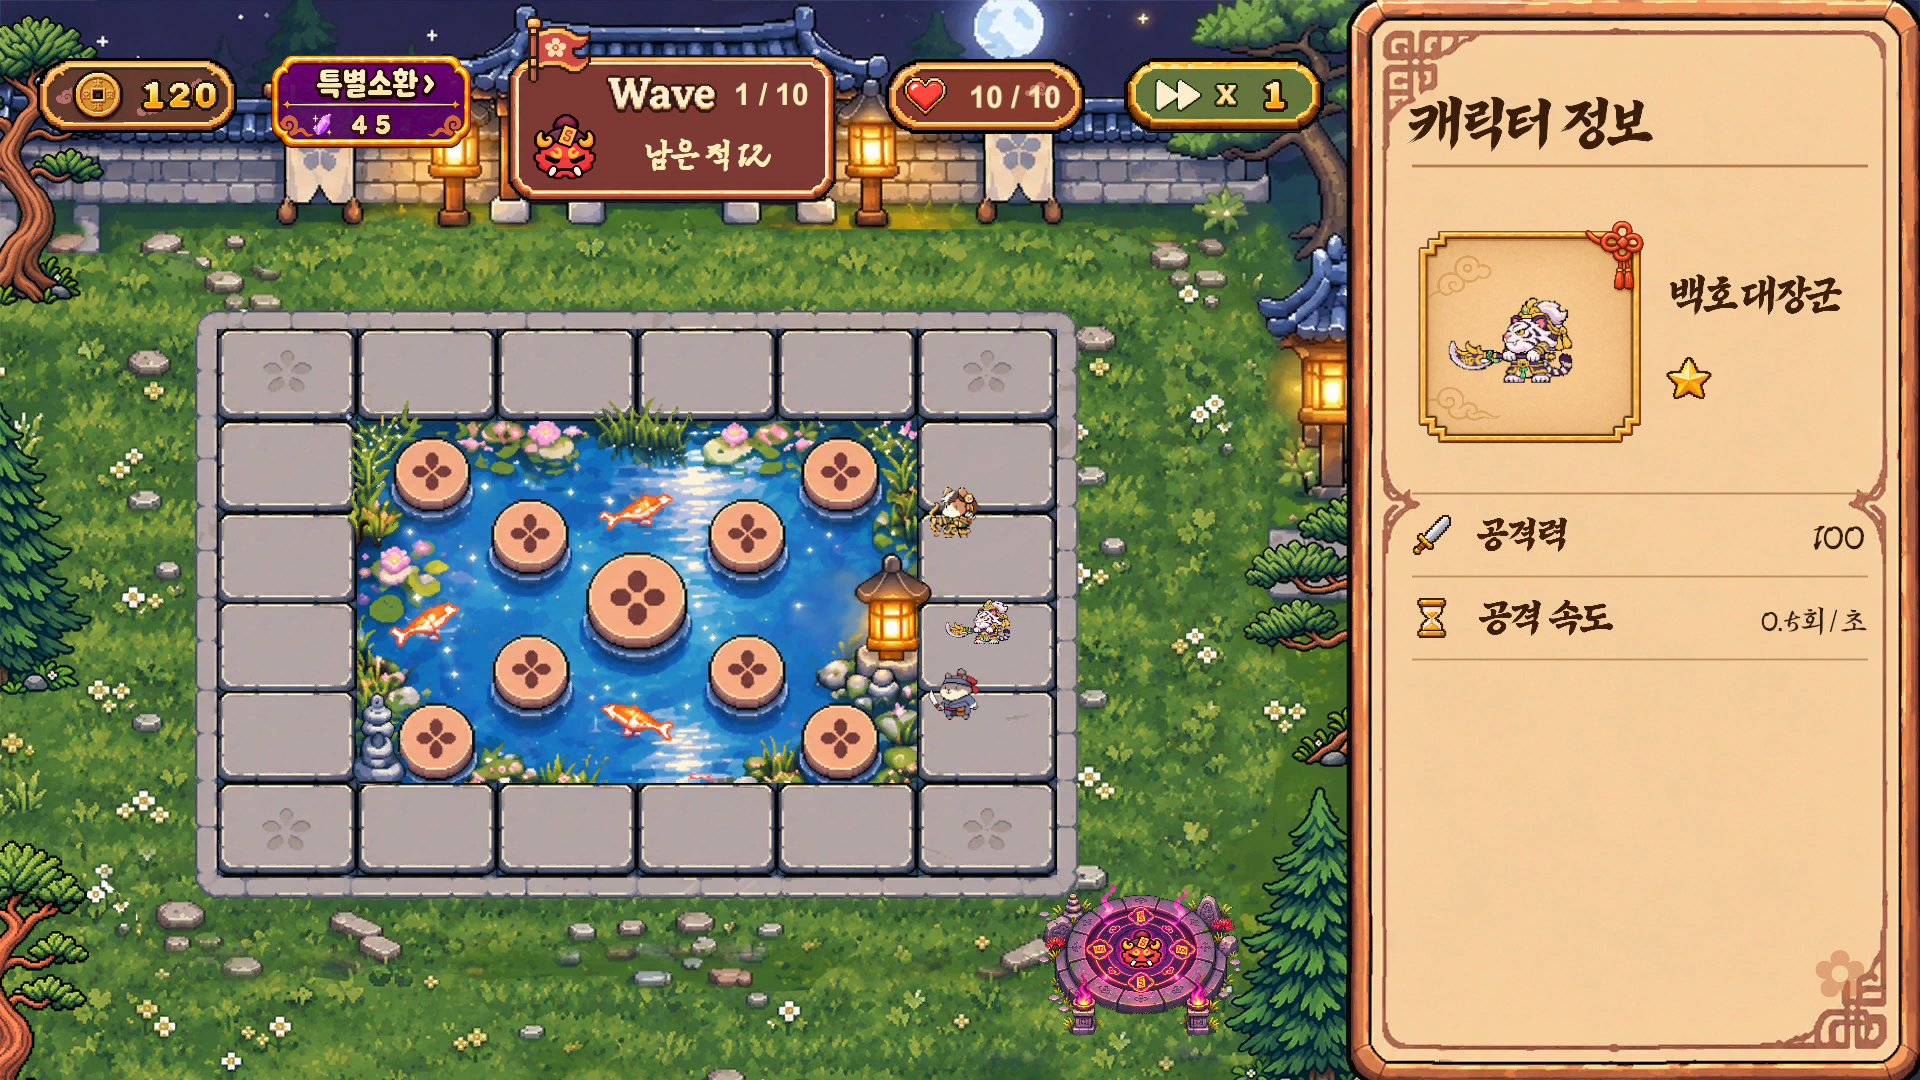 120
특별소환>
45
Wave 1/10
남은 적 12
10/10
x 1
캐릭터 정보
백호대장군
공격력 100
공격 속도 0.5회/초